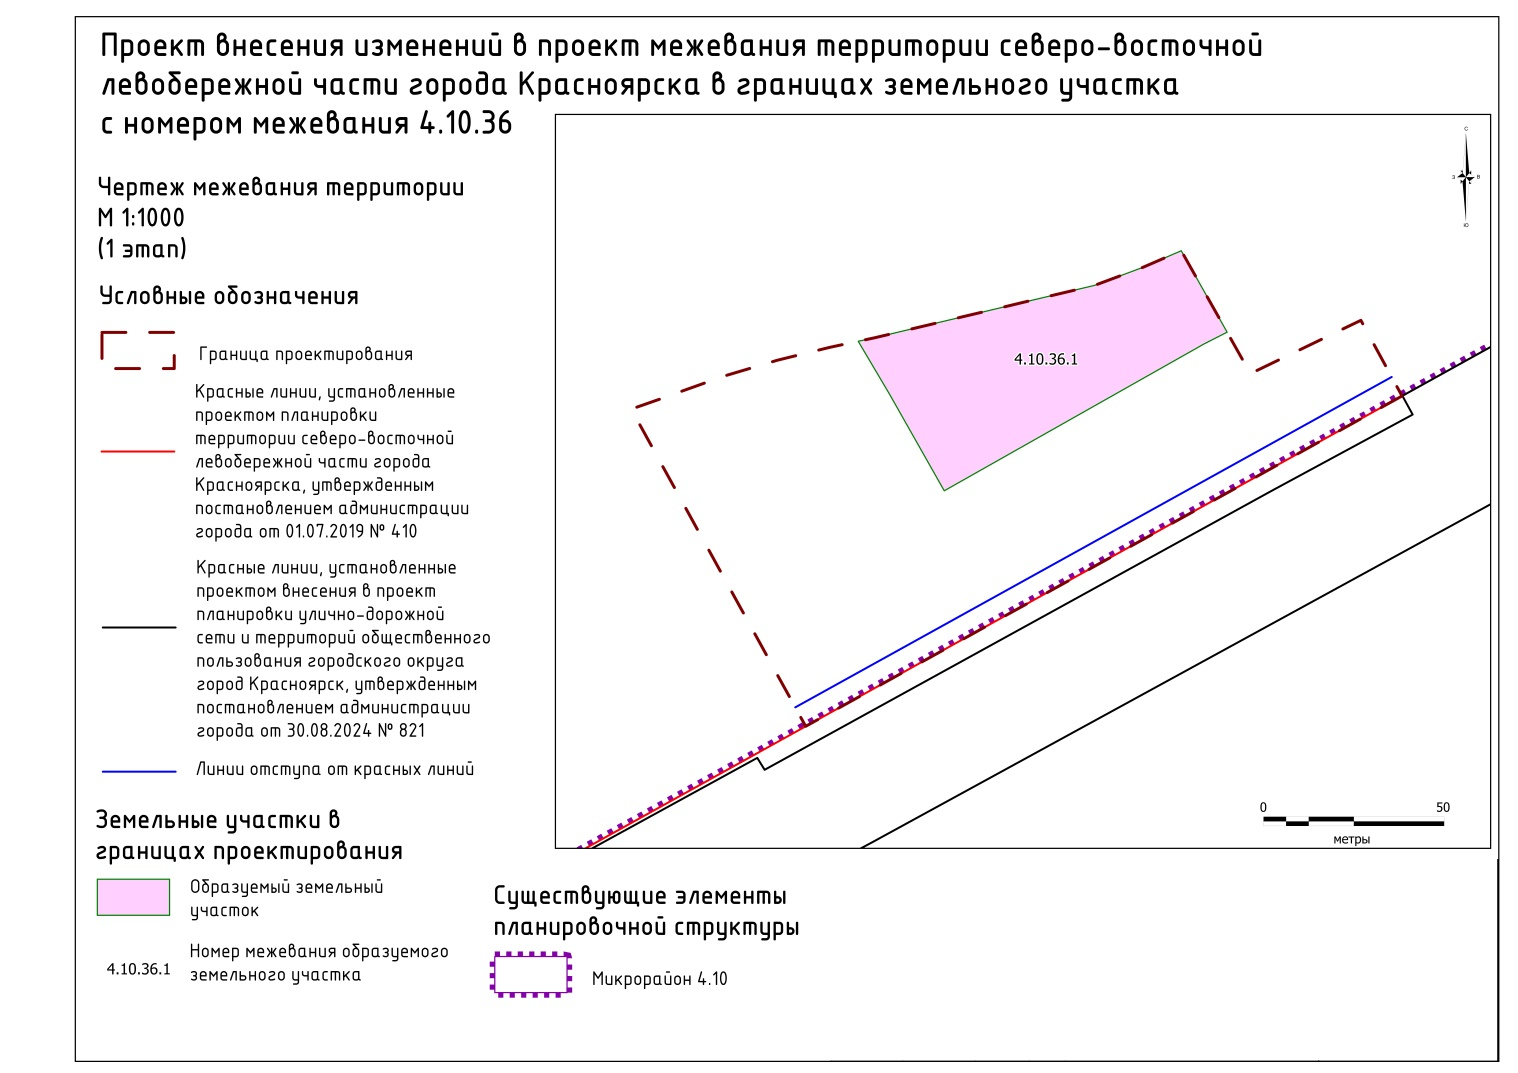 Проект внесения изменений в проект межевания территории северо-восточной
левобережной части города Красноярска в границах земельного участка
с номером межевания 4.10.36
Чертеж межевания территории
М 1:1000
(1 этап)
Условные обозначения
Граница проектирования
Красные линии, установленные
проектом планировки
территории северо-восточной
левобережной части города
Красноярска, утвержденным
постановлением администрации
города от 01.07.2019 № 410
Красные линии, установленные
проектом внесения в проект
планировки улично-дорожной
сети и территорий общественного
пользования городского округа
город Красноярск, утвержденным
постановлением администрации
города от 30.08.2024 № 821
Линии отступа от красных линий
Земельные участки в
границах проектирования
Образуемый земельный
участок
4.10.36.1
Номер межевания образуемого
земельного участка
Существующие элементы
планировочной структуры
Микрорайон 4.10
4.10.36.1
С
З
В
Ю
0
50
метры